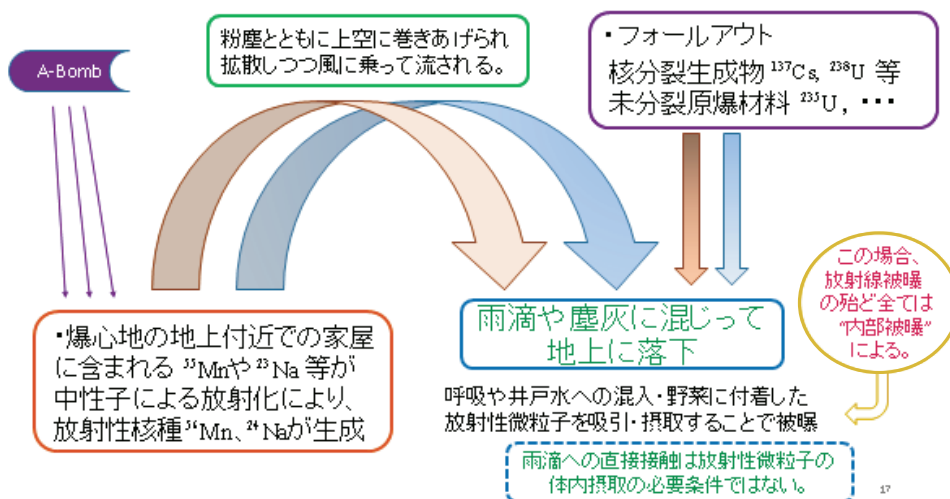 A-Bomb
粉塵とともに上空に巻きあげられ
拡散しつつ風に乗って流される。
・フォールアウト
核分裂生成物 ¹³⁷Cs, ²³⁸U 等
未分裂原爆材料 ²³⁵U, ・・・
・爆心地の地上付近での家屋
に含まれる ⁵⁵Mnや ²³Na 等が
中性子による放射化により、
放射性核種 ⁵⁶Mn、²⁴Naが生成
雨滴や塵灰に混じって
地上に落下
この場合、
放射線被曝
の殆ど全ては
“内部被曝”
による。
呼吸や井戸水への混入・野菜に付着した
放射性微粒子を吸引・摂取することで被曝
雨滴への直接接触は放射性微粒子の
体内摂取の必要条件ではない。
17